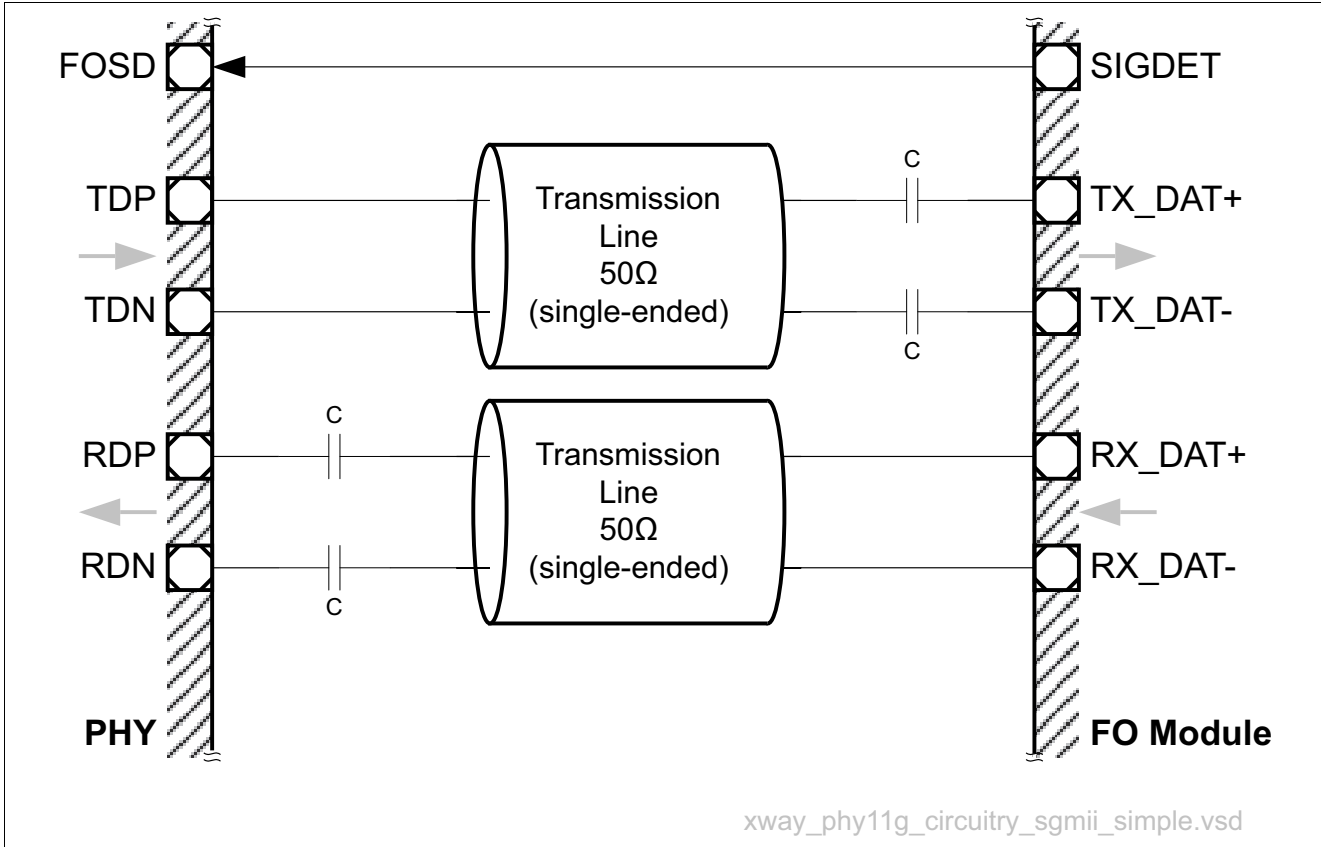 FOSD
SIGDET
C
TDP
Transmission
Line
50Ω
(single-ended)
TX_DAT+
TDN
TX_DAT-
C
C
RDP
Transmission
Line
50Ω
(single-ended)
RX_DAT+
RDN
RX_DAT-
C
PHY
FO Module
xway_phy11g_circuitry_sgmii_simple.vsd